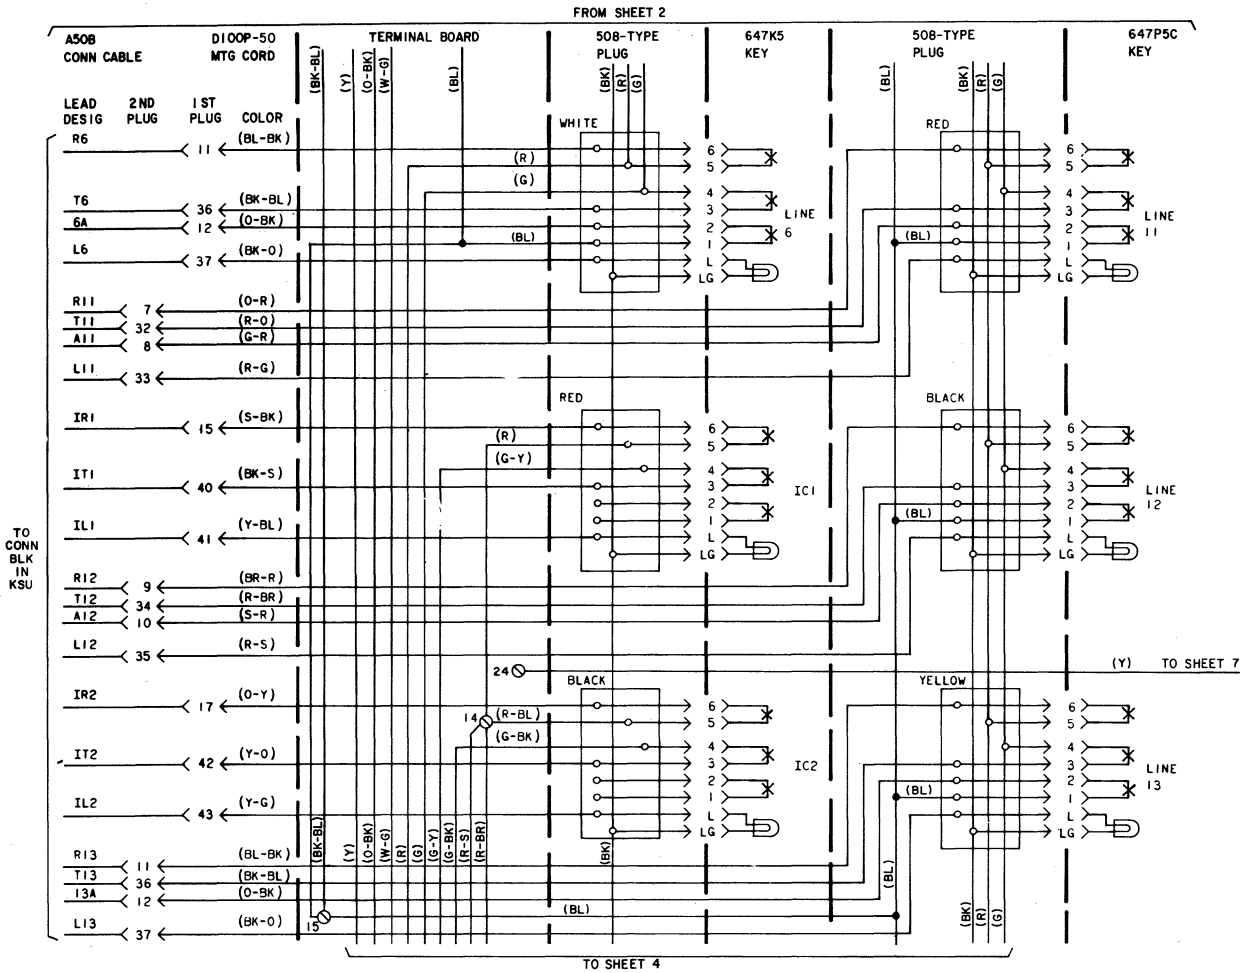 FROM SHEET 2
A50B CONN CABLE
D100P-50 MTG CORD
TERMINAL BOARD
508-TYPE PLUG
647K5 KEY
508-TYPE PLUG
647P5C KEY
(BK-BL) (Y) (O-BK) (W-G) (BL) (BK) (R) (G) (BL) (BK) (R) (G)
LEAD DESIG
2ND PLUG
1ST PLUG
COLOR
WHITE
RED
R6 11 (BL-BK) 6 6
(R) 5 5
(G) 4 4
T6 36 (BK-BL) 3 3
6A 12 (O-BK) 2 2
(BL) 1 (BL) 1
L6 37 (BK-O) L L
LG LG
LINE 6
LINE 11
R11 7 (O-R)
T11 32 (R-O)
A11 8 (G-R)
L11 33 (R-G)
RED
BLACK
IR1 15 (S-BK) 6 6
(R) 5 5
(G-Y) 4 4
IT1 40 (BK-S) 3 3
2 2
1 (BL) 1
IL1 41 (Y-BL) L L
LG LG
IC1
LINE 12
TO CONN BLK IN KSU
R12 9 (BR-R)
T12 34 (R-BR)
A12 10 (S-R)
L12 35 (R-S)
24 (Y) TO SHEET 7
BLACK
YELLOW
IR2 17 (O-Y) 6 6
14 (R-BL) 5 5
(G-BK) 4 4
IT2 42 (Y-O) 3 3
2 2
1 (BL) 1
IL2 43 (Y-G) L L
LG LG
IC2
LINE 13
(BK-BL) (Y) (O-BK) (W-G) (R) (G) (G-Y) (G-BK) (R-S) (R-BR) (BK)
R13 11 (BL-BK)
T13 36 (BK-BL)
13A 12 (O-BK)
15 (BL) (BK) (R) (G)
L13 37 (BK-O)
TO SHEET 4